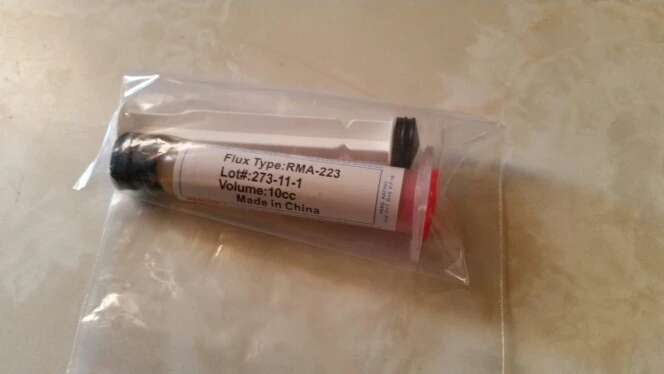 Flux Type:RMA-223
Lot#:273-11-1
Volume:10cc
Made in China